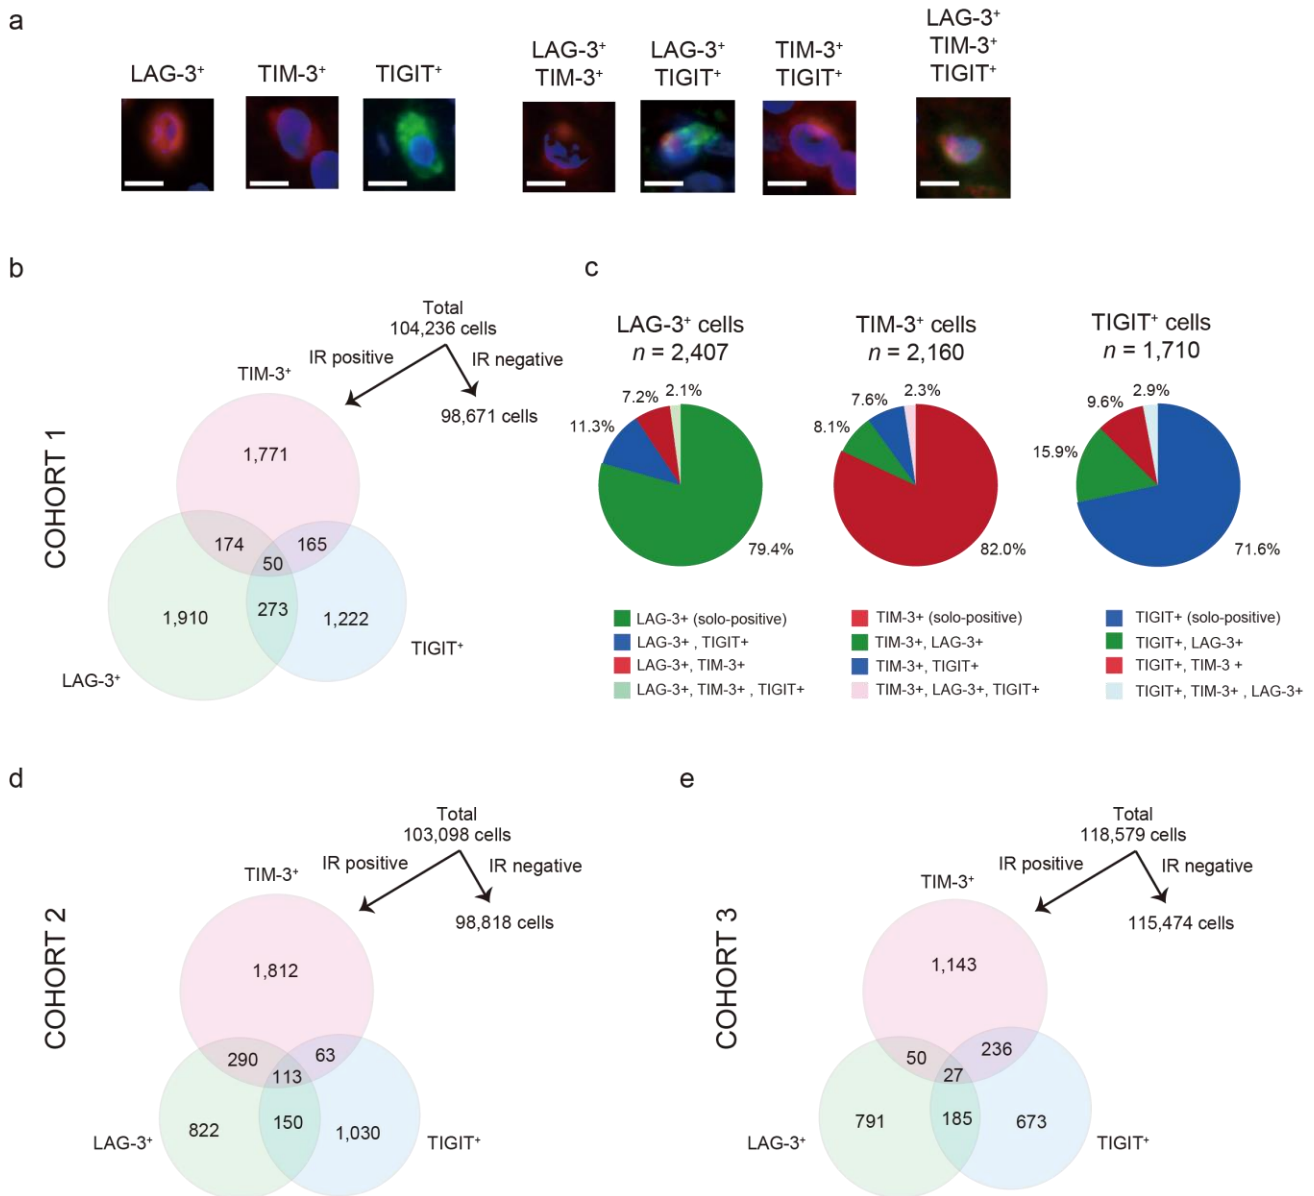 a
LAG-3⁺
TIM-3⁺
TIGIT⁺
LAG-3⁺
TIM-3⁺
LAG-3⁺
TIGIT⁺
TIM-3⁺
TIGIT⁺
LAG-3⁺
TIM-3⁺
TIGIT⁺
b
COHORT 1
Total
104,236 cells
IR positive
IR negative
98,671 cells
TIM-3⁺
1,771
174
165
50
1,910
273
1,222
LAG-3⁺
TIGIT⁺
c
LAG-3⁺ cells
n = 2,407
7.2%
2.1%
11.3%
79.4%
LAG-3+ (solo-positive)
LAG-3+ , TIGIT+
LAG-3+, TIM-3+
LAG-3+, TIM-3+ , TIGIT+
TIM-3⁺ cells
n = 2,160
7.6%
2.3%
8.1%
82.0%
TIM-3+ (solo-positive)
TIM-3+, LAG-3+
TIM-3+, TIGIT+
TIM-3+, LAG-3+, TIGIT+
TIGIT⁺ cells
n = 1,710
9.6%
2.9%
15.9%
71.6%
TIGIT+ (solo-positive)
TIGIT+, LAG-3+
TIGIT+, TIM-3 +
TIGIT+, TIM-3+ , LAG-3+
d
COHORT 2
Total
103,098 cells
IR positive
IR negative
98,818 cells
TIM-3⁺
1,812
290
63
113
822
150
1,030
LAG-3⁺
TIGIT⁺
e
COHORT 3
Total
118,579 cells
IR positive
IR negative
115,474 cells
TIM-3⁺
1,143
50
236
27
791
185
673
LAG-3⁺
TIGIT⁺